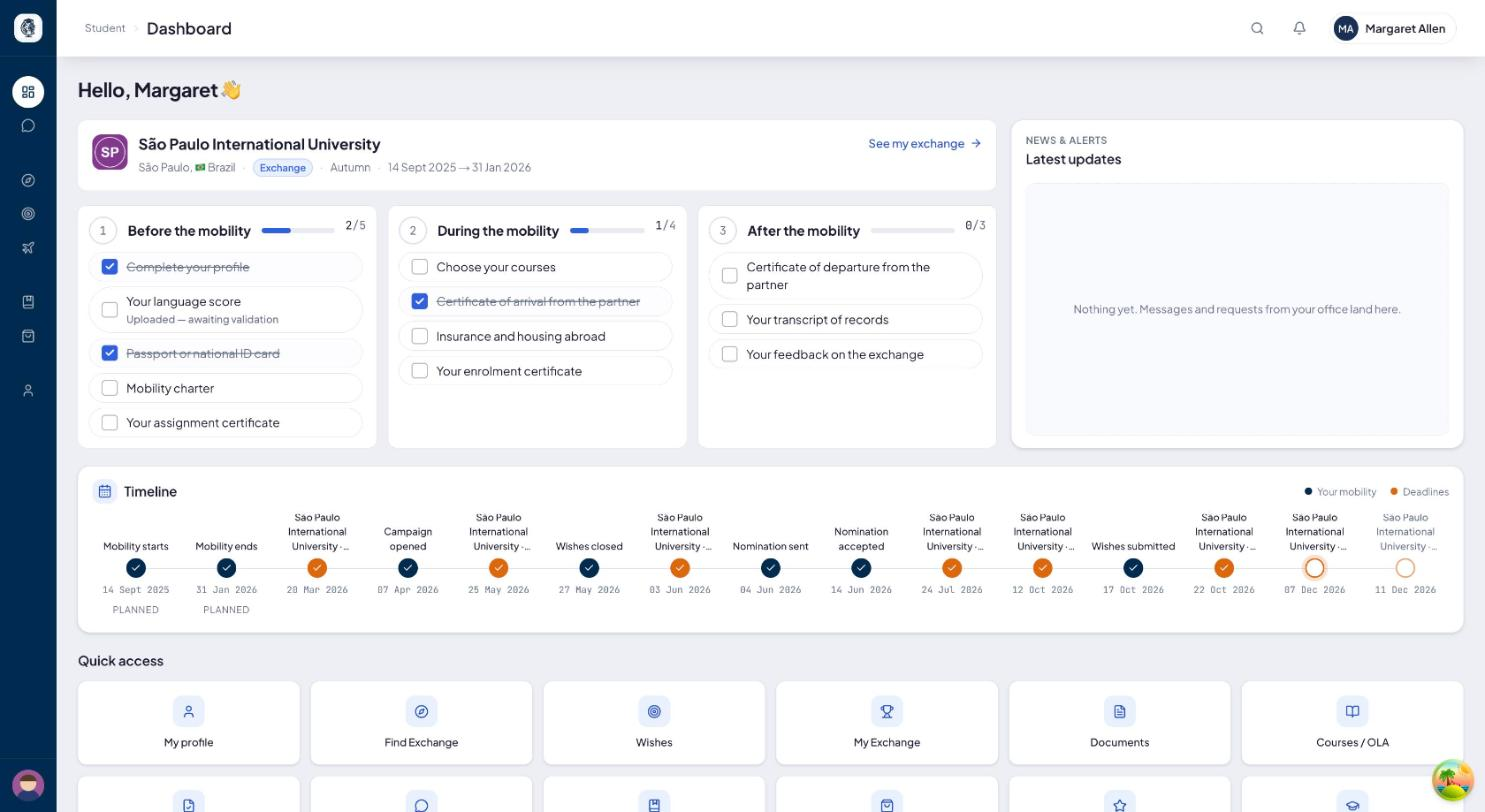 Student
Dashboard
MA
Margaret Allen
Hello, Margaret 👋
SP
São Paulo International University
São Paulo, 🇧🇷 Brazil · Exchange · Autumn · 14 Sept 2025 → 31 Jan 2026
See my exchange →
NEWS & ALERTS
Latest updates
Nothing yet. Messages and requests from your office land here.
1
Before the mobility
2/5
Complete your profile
Your language score
Uploaded — awaiting validation
Passport or national ID card
Mobility charter
Your assignment certificate
2
During the mobility
1/4
Choose your courses
Certificate of arrival from the partner
Insurance and housing abroad
Your enrolment certificate
3
After the mobility
0/3
Certificate of departure from the
partner
Your transcript of records
Your feedback on the exchange
Timeline
Your mobility
Deadlines
Mobility starts
14 Sept 2025
PLANNED
Mobility ends
31 Jan 2026
PLANNED
São Paulo
International
University ·...
20 Mar 2026
Campaign
opened
07 Apr 2026
São Paulo
International
University ·...
25 May 2026
Wishes closed
27 May 2026
São Paulo
International
University ·...
03 Jun 2026
Nomination sent
04 Jun 2026
Nomination
accepted
14 Jun 2026
São Paulo
International
University ·...
24 Jul 2026
São Paulo
International
University ·...
12 Oct 2026
Wishes submitted
17 Oct 2026
São Paulo
International
University ·...
22 Oct 2026
São Paulo
International
University ·...
07 Dec 2026
São Paulo
International
University ·...
11 Dec 2026
Quick access
My profile
Find Exchange
Wishes
My Exchange
Documents
Courses / OLA